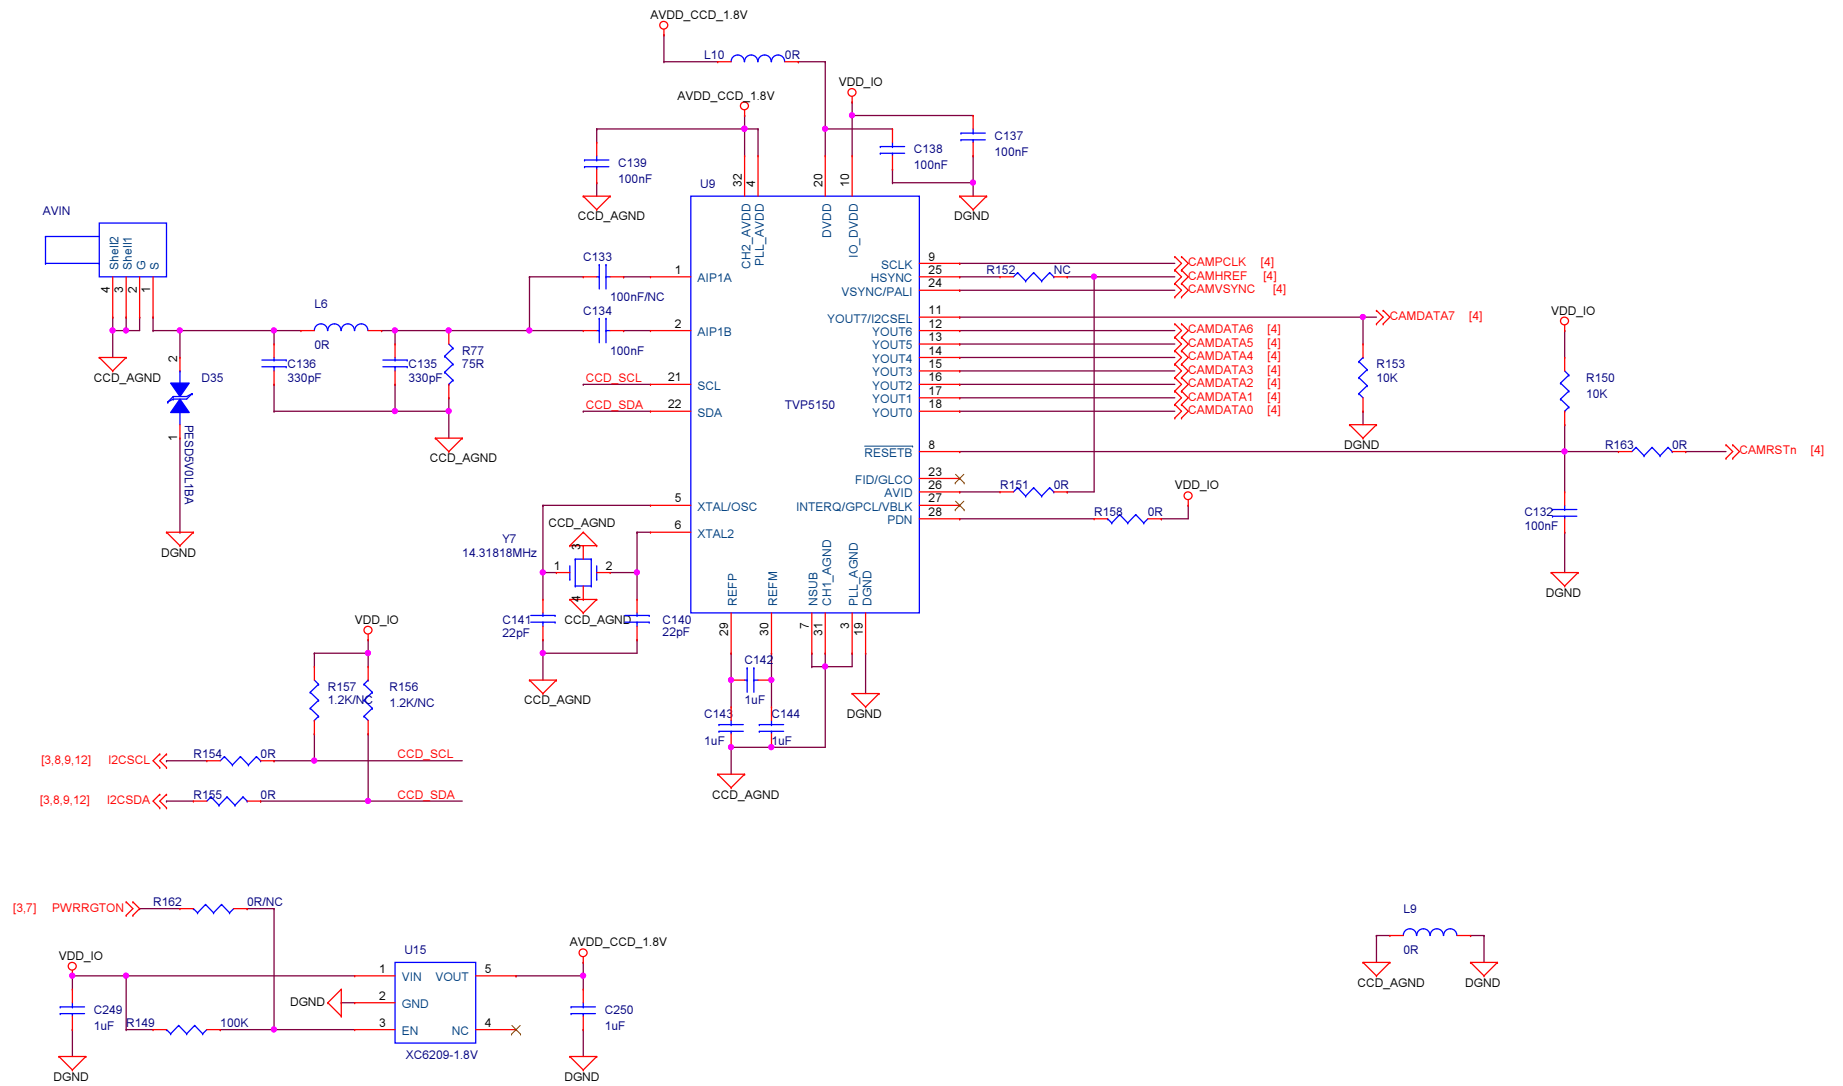 AVDD_CCD_1.8V
L10 0R
VDD_IO
AVDD_CCD_1.8V
C139
100nF
CCD_AGND
C138
100nF
C137
100nF
DGND
U9
32
4
20
10
CH2_AVDD
PLL_AVDD
DVDD
IO_DVDD
AVIN
Shell2
Shell1
G
S
4
3
2
1
CCD_AGND
2
D35
1
PESD5V0L1BA
DGND
L6
0R
C136
330pF
C135
330pF
R77
75R
CCD_AGND
C133
100nF/NC
C134
100nF
1 AIP1A
2 AIP1B
CCD_SCL 21 SCL
CCD_SDA 22 SDA
TVP5150
5 XTAL/OSC
6 XTAL2
SCLK 9 CAMPCLK [4]
HSYNC 25 R152 NC CAMHREF [4]
VSYNC/PALI 24 CAMVSYNC [4]
YOUT7/I2CSEL 11 CAMDATA7 [4]
YOUT6 12 CAMDATA6 [4]
YOUT5 13 CAMDATA5 [4]
YOUT4 14 CAMDATA4 [4]
YOUT3 15 CAMDATA3 [4]
YOUT2 16 CAMDATA2 [4]
YOUT1 17 CAMDATA1 [4]
YOUT0 18 CAMDATA0 [4]
RESETB 8
FID/GLCO 23
AVID 26 R151 0R
INTERQ/GPCL/VBLK 27
PDN 28 R158 0R
VDD_IO
R153
10K
DGND
VDD_IO
R150
10K
R163 0R CAMRSTn [4]
C132
100nF
DGND
Y7
14.31818MHz
CCD_AGND
3
1
2
4
CCD_AGND
C141
22pF
C140
22pF
CCD_AGND
REFP
REFM
NSUB
CH1_AGND
PLL_AGND
DGND
29
30
7
31
3
19
C142
1uF
C143
1uF
C144
1uF
CCD_AGND
DGND
VDD_IO
R157
1.2K/NC
R156
1.2K/NC
[3,8,9,12] I2CSCL R154 0R CCD_SCL
[3,8,9,12] I2CSDA R155 0R CCD_SDA
[3,7] PWRRGTON R162 0R/NC
VDD_IO
C249
1uF
DGND
R149 100K
U15
1 VIN
DGND 2 GND
3 EN
VOUT 5
NC 4
XC6209-1.8V
AVDD_CCD_1.8V
C250
1uF
DGND
L9
0R
CCD_AGND
DGND